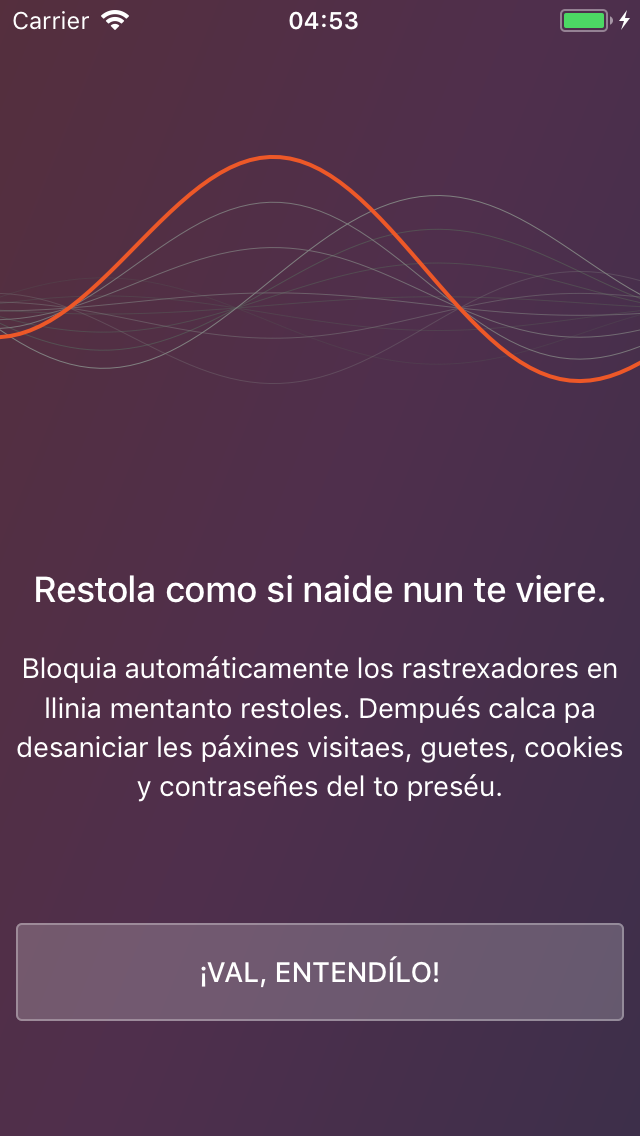 Carrier 04:53
Restola como si naide nun te viere.
Bloquia automáticamente los rastrexadores en
llinia mentanto restoles. Dempués calca pa
desaniciar les páxines visitaes, guetes, cookies
y contraseñes del to preséu.
¡VAL, ENTENDÍLO!